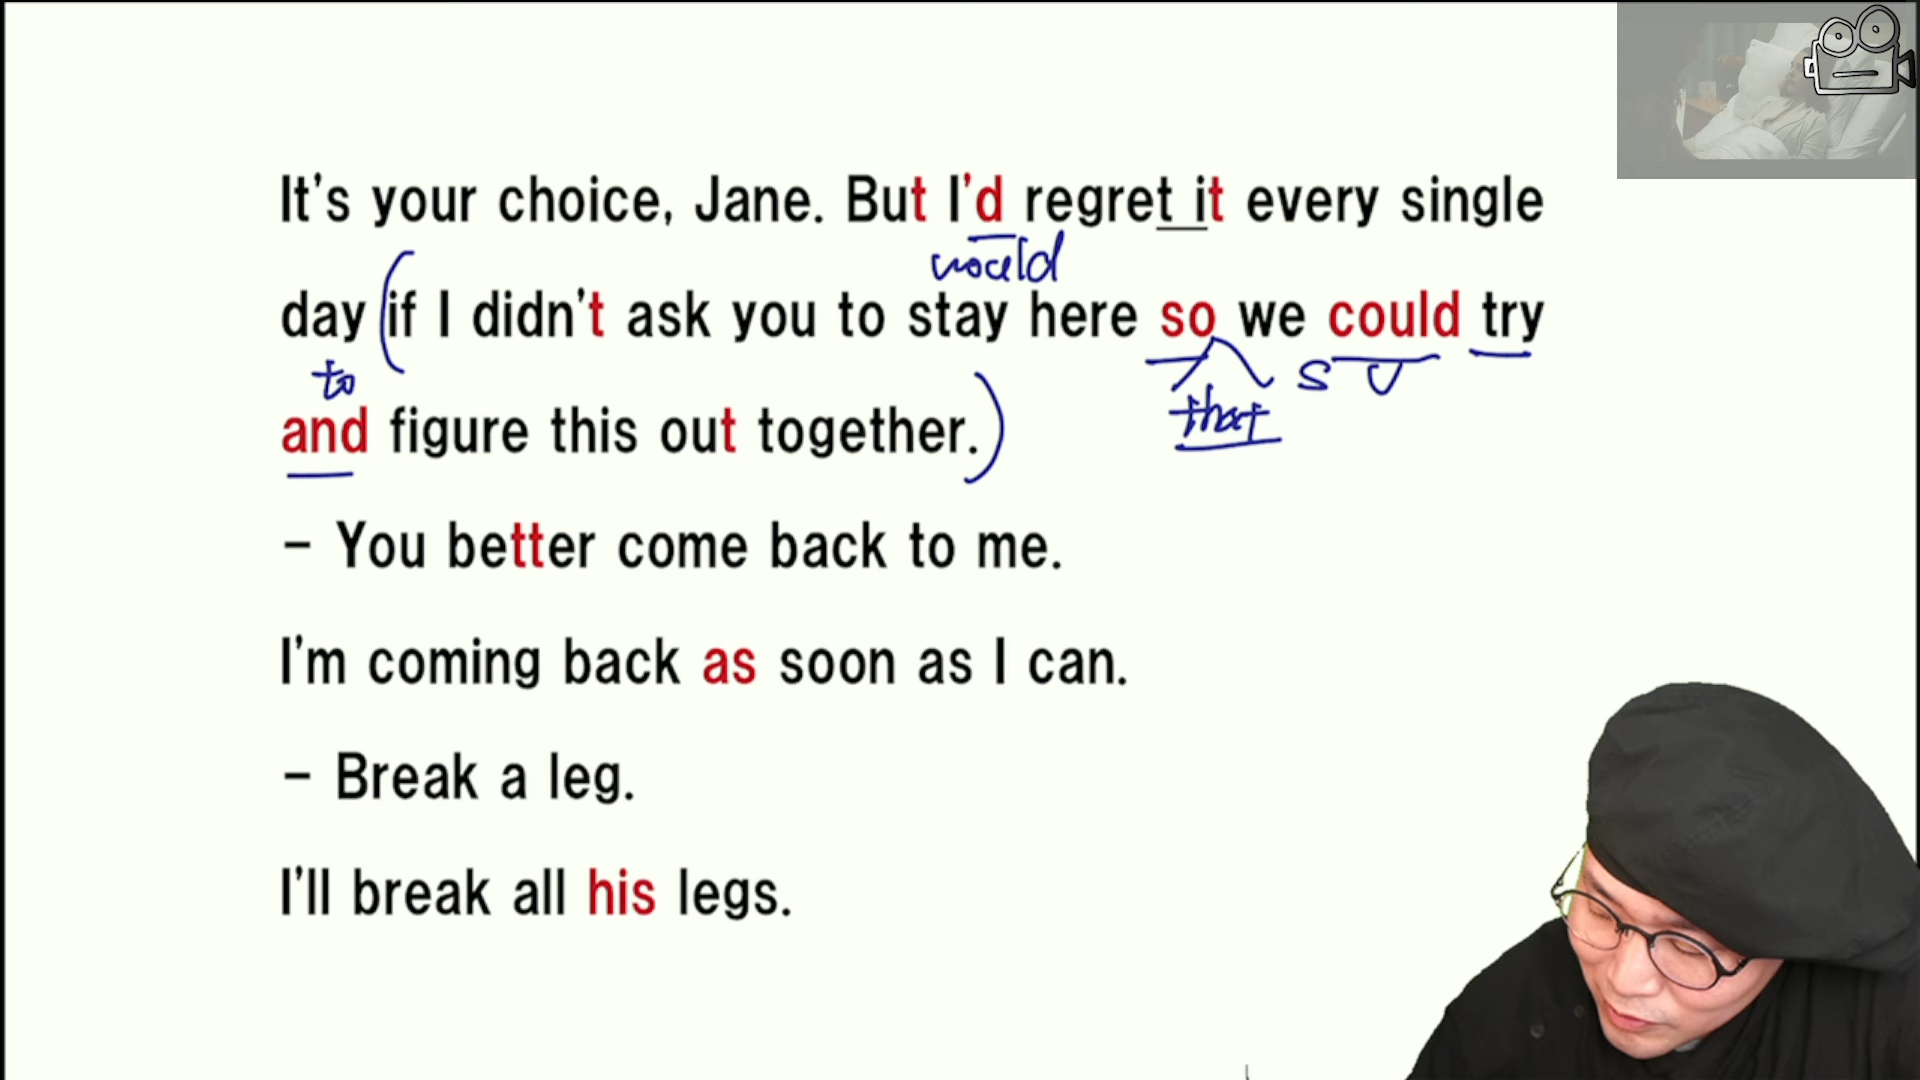 It's your choice, Jane. But I'd regret it every single
would
day (if I didn't ask you to stay here so we could try
to
that
S V
and figure this out together.)
- You better come back to me.
I'm coming back as soon as I can.
- Break a leg.
I'll break all his legs.